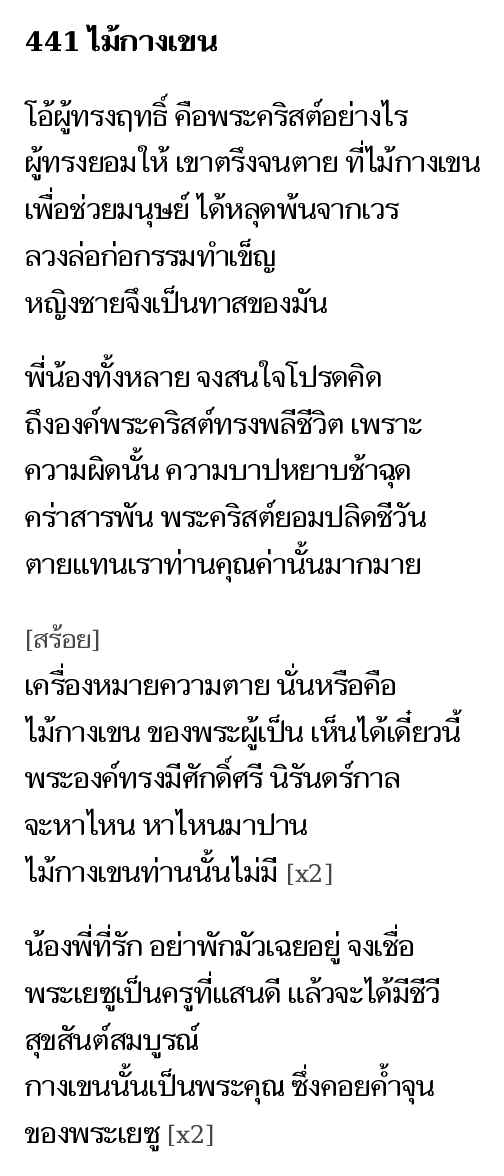 441 ไม้กางเขน
โอ้ผู้ทรงฤทธิ์ คือพระคริสต์อย่างไร
ผู้ทรงยอมให้ เขาตรึงจนตาย ที่ไม้กางเขน
เพื่อช่วยมนุษย์ ได้หลุดพ้นจากเวร
ลวงล่อก่อกรรมทำเข็ญ
หญิงชายจึงเป็นทาสของมัน
พี่น้องทั้งหลาย จงสนใจโปรดคิด
ถึงองค์พระคริสต์ทรงพลีชีวิต เพราะ
ความผิดนั้น ความบาปหยาบช้าฉุด
คร่าสารพัน พระคริสต์ยอมปลิดชีวัน
ตายแทนเราท่านคุณค่านั้นมากมาย
[สร้อย]
เครื่องหมายความตาย นั่นหรือคือ
ไม้กางเขน ของพระผู้เป็น เห็นได้เดี๋ยวนี้
พระองค์ทรงมีศักดิ์ศรี นิรันดร์กาล
จะหาไหน หาไหนมาปาน
ไม้กางเขนท่านนั้นไม่มี [x2]
น้องพี่ที่รัก อย่าพักมัวเฉยอยู่ จงเชื่อ
พระเยซูเป็นครูที่แสนดี แล้วจะได้มีชีวี
สุขสันต์สมบูรณ์
กางเขนนั้นเป็นพระคุณ ซึ่งคอยค้ำจุน
ของพระเยซู [x2]